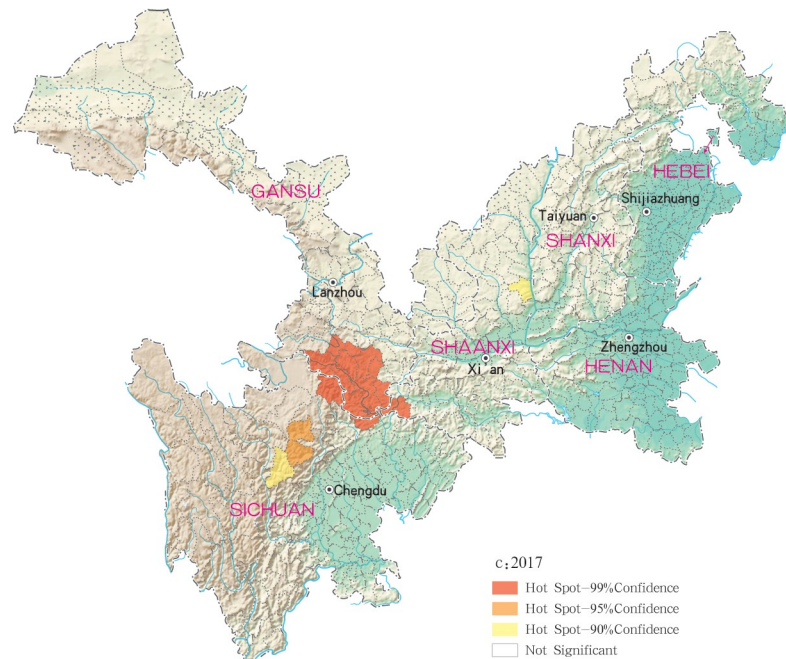 HEBEI
GANSU
Shijiazhuang
Taiyuan
SHANXI
Lanzhou
SHAANXI
Zhengzhou
Xi an
HENAN
Chengdu
SICHUAN
c:2017
Hot Spot-99%Confidence
Hot Spot-95%Confidence
Hot Spot-90%Confidence
Not Significant